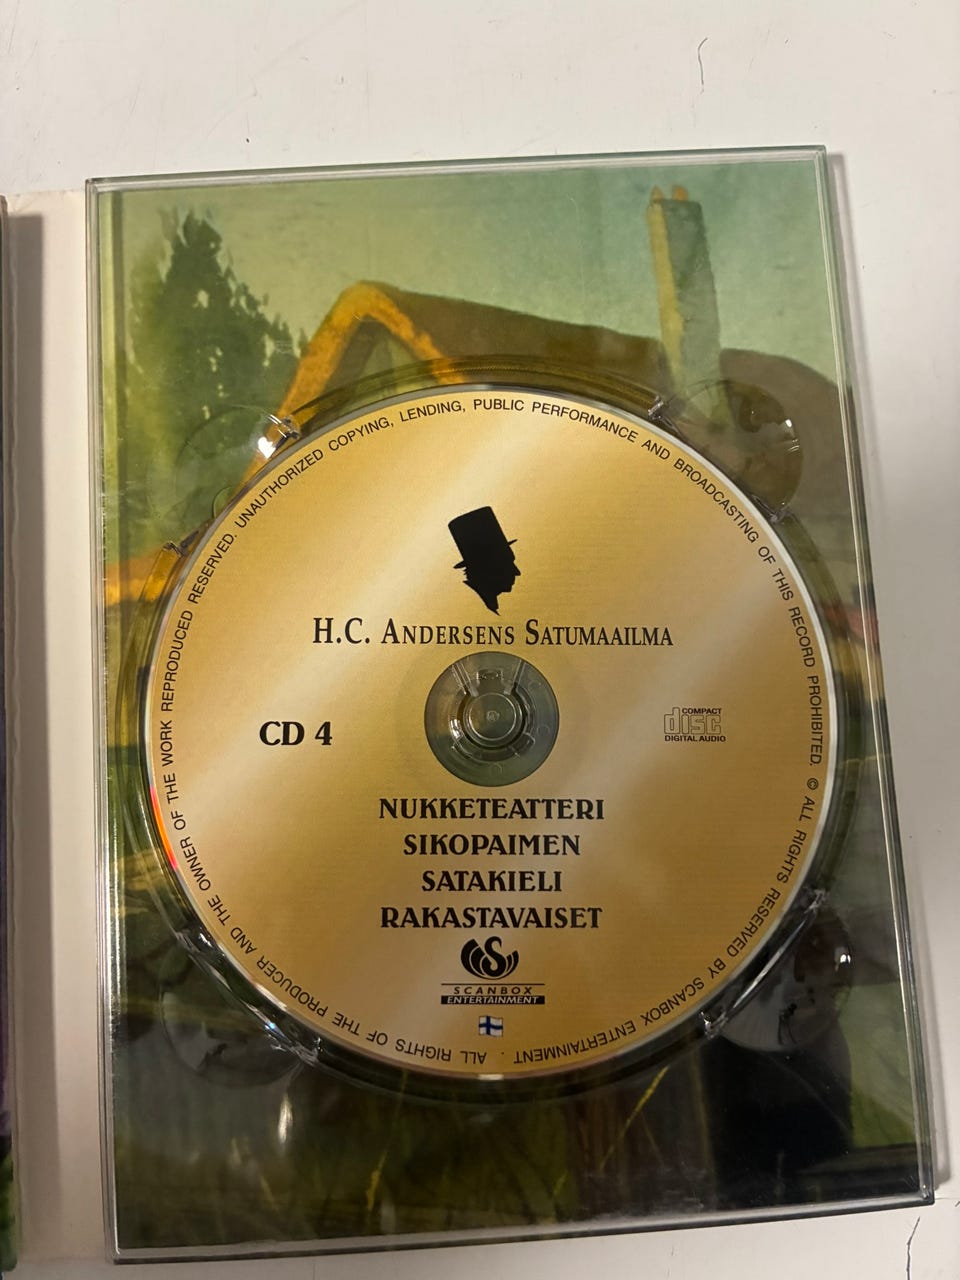 H.C. ANDERSENS SATUMAAILMA
CD 4
COMPACT
disc
DIGITAL AUDIO
NUKKETEATTERI
SIKOPAIMEN
SATAKIELI
RAKASTAVAISET
S
SCANBOX
ENTERTAINMENT
ALL RIGHTS OF THE PRODUCER AND THE OWNER OF THE WORK REPRODUCED RESERVED. UNAUTHORIZED COPYING, LENDING, PUBLIC PERFORMANCE AND BROADCASTING OF THIS RECORD PROHIBITED. © ALL RIGHTS RESERVED BY SCANBOX ENTERTAINMENT .